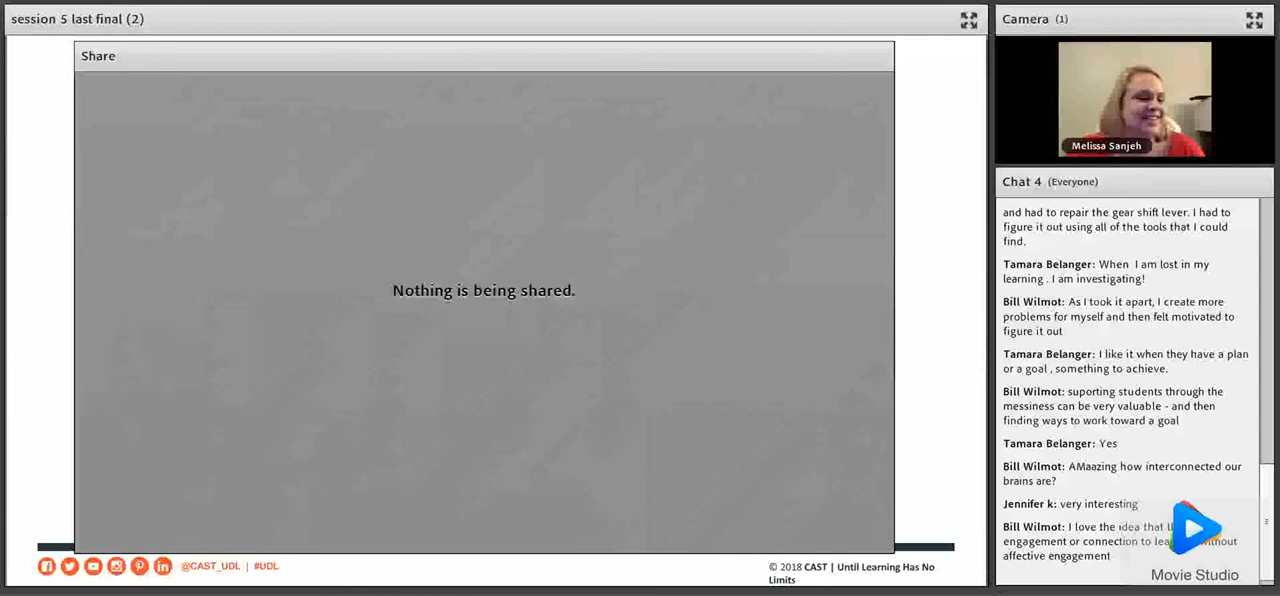 session 5 last final (2)
Share
Nothing is being shared.
@CAST_UDL | #UDL
© 2018 CAST | Until Learning Has No
Limits
Camera (1)
Melissa Sanjeh
Chat 4 (Everyone)
and had to repair the gear shift lever. I had to
figure it out using all of the tools that I could
find.
Tamara Belanger: When I am lost in my
learning . I am investigating!
Bill Wilmot: As I took it apart, I create more
problems for myself and then felt motivated to
figure it out
Tamara Belanger: I like it when they have a plan
or a goal , something to achieve.
Bill Wilmot: suporting students through the
messiness can be very valuable - and then
finding ways to work toward a goal
Tamara Belanger: Yes
Bill Wilmot: AMaazing how interconnected our
brains are?
Jennifer k: very interesting
Bill Wilmot: I love the idea that
engagement or connection to
affective engagement
Movie Studio